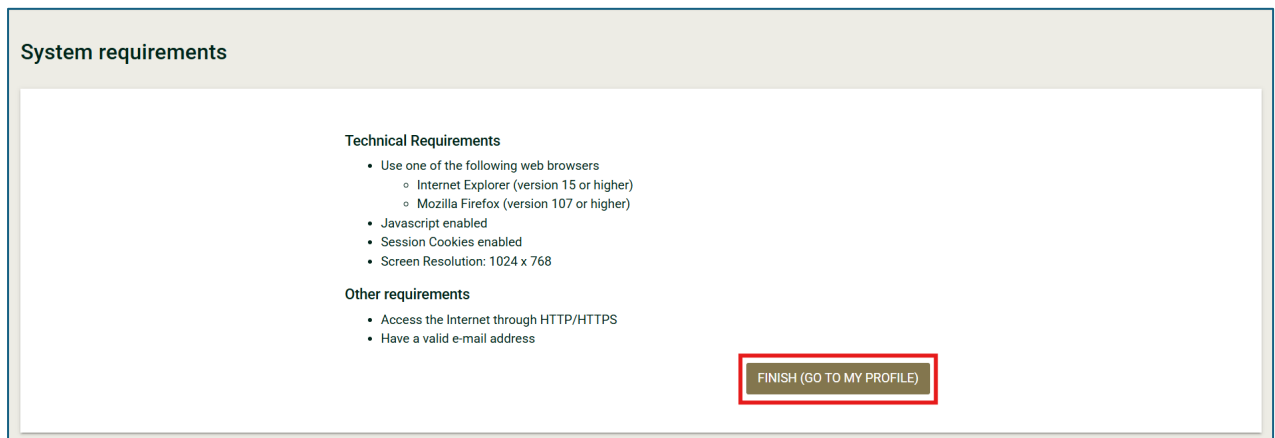 System requirements
Technical Requirements
• Use one of the following web browsers
◦ Internet Explorer (version 15 or higher)
◦ Mozilla Firefox (version 107 or higher)
• Javascript enabled
• Session Cookies enabled
• Screen Resolution: 1024 x 768
Other requirements
• Access the Internet through HTTP/HTTPS
• Have a valid e-mail address
FINISH (GO TO MY PROFILE)